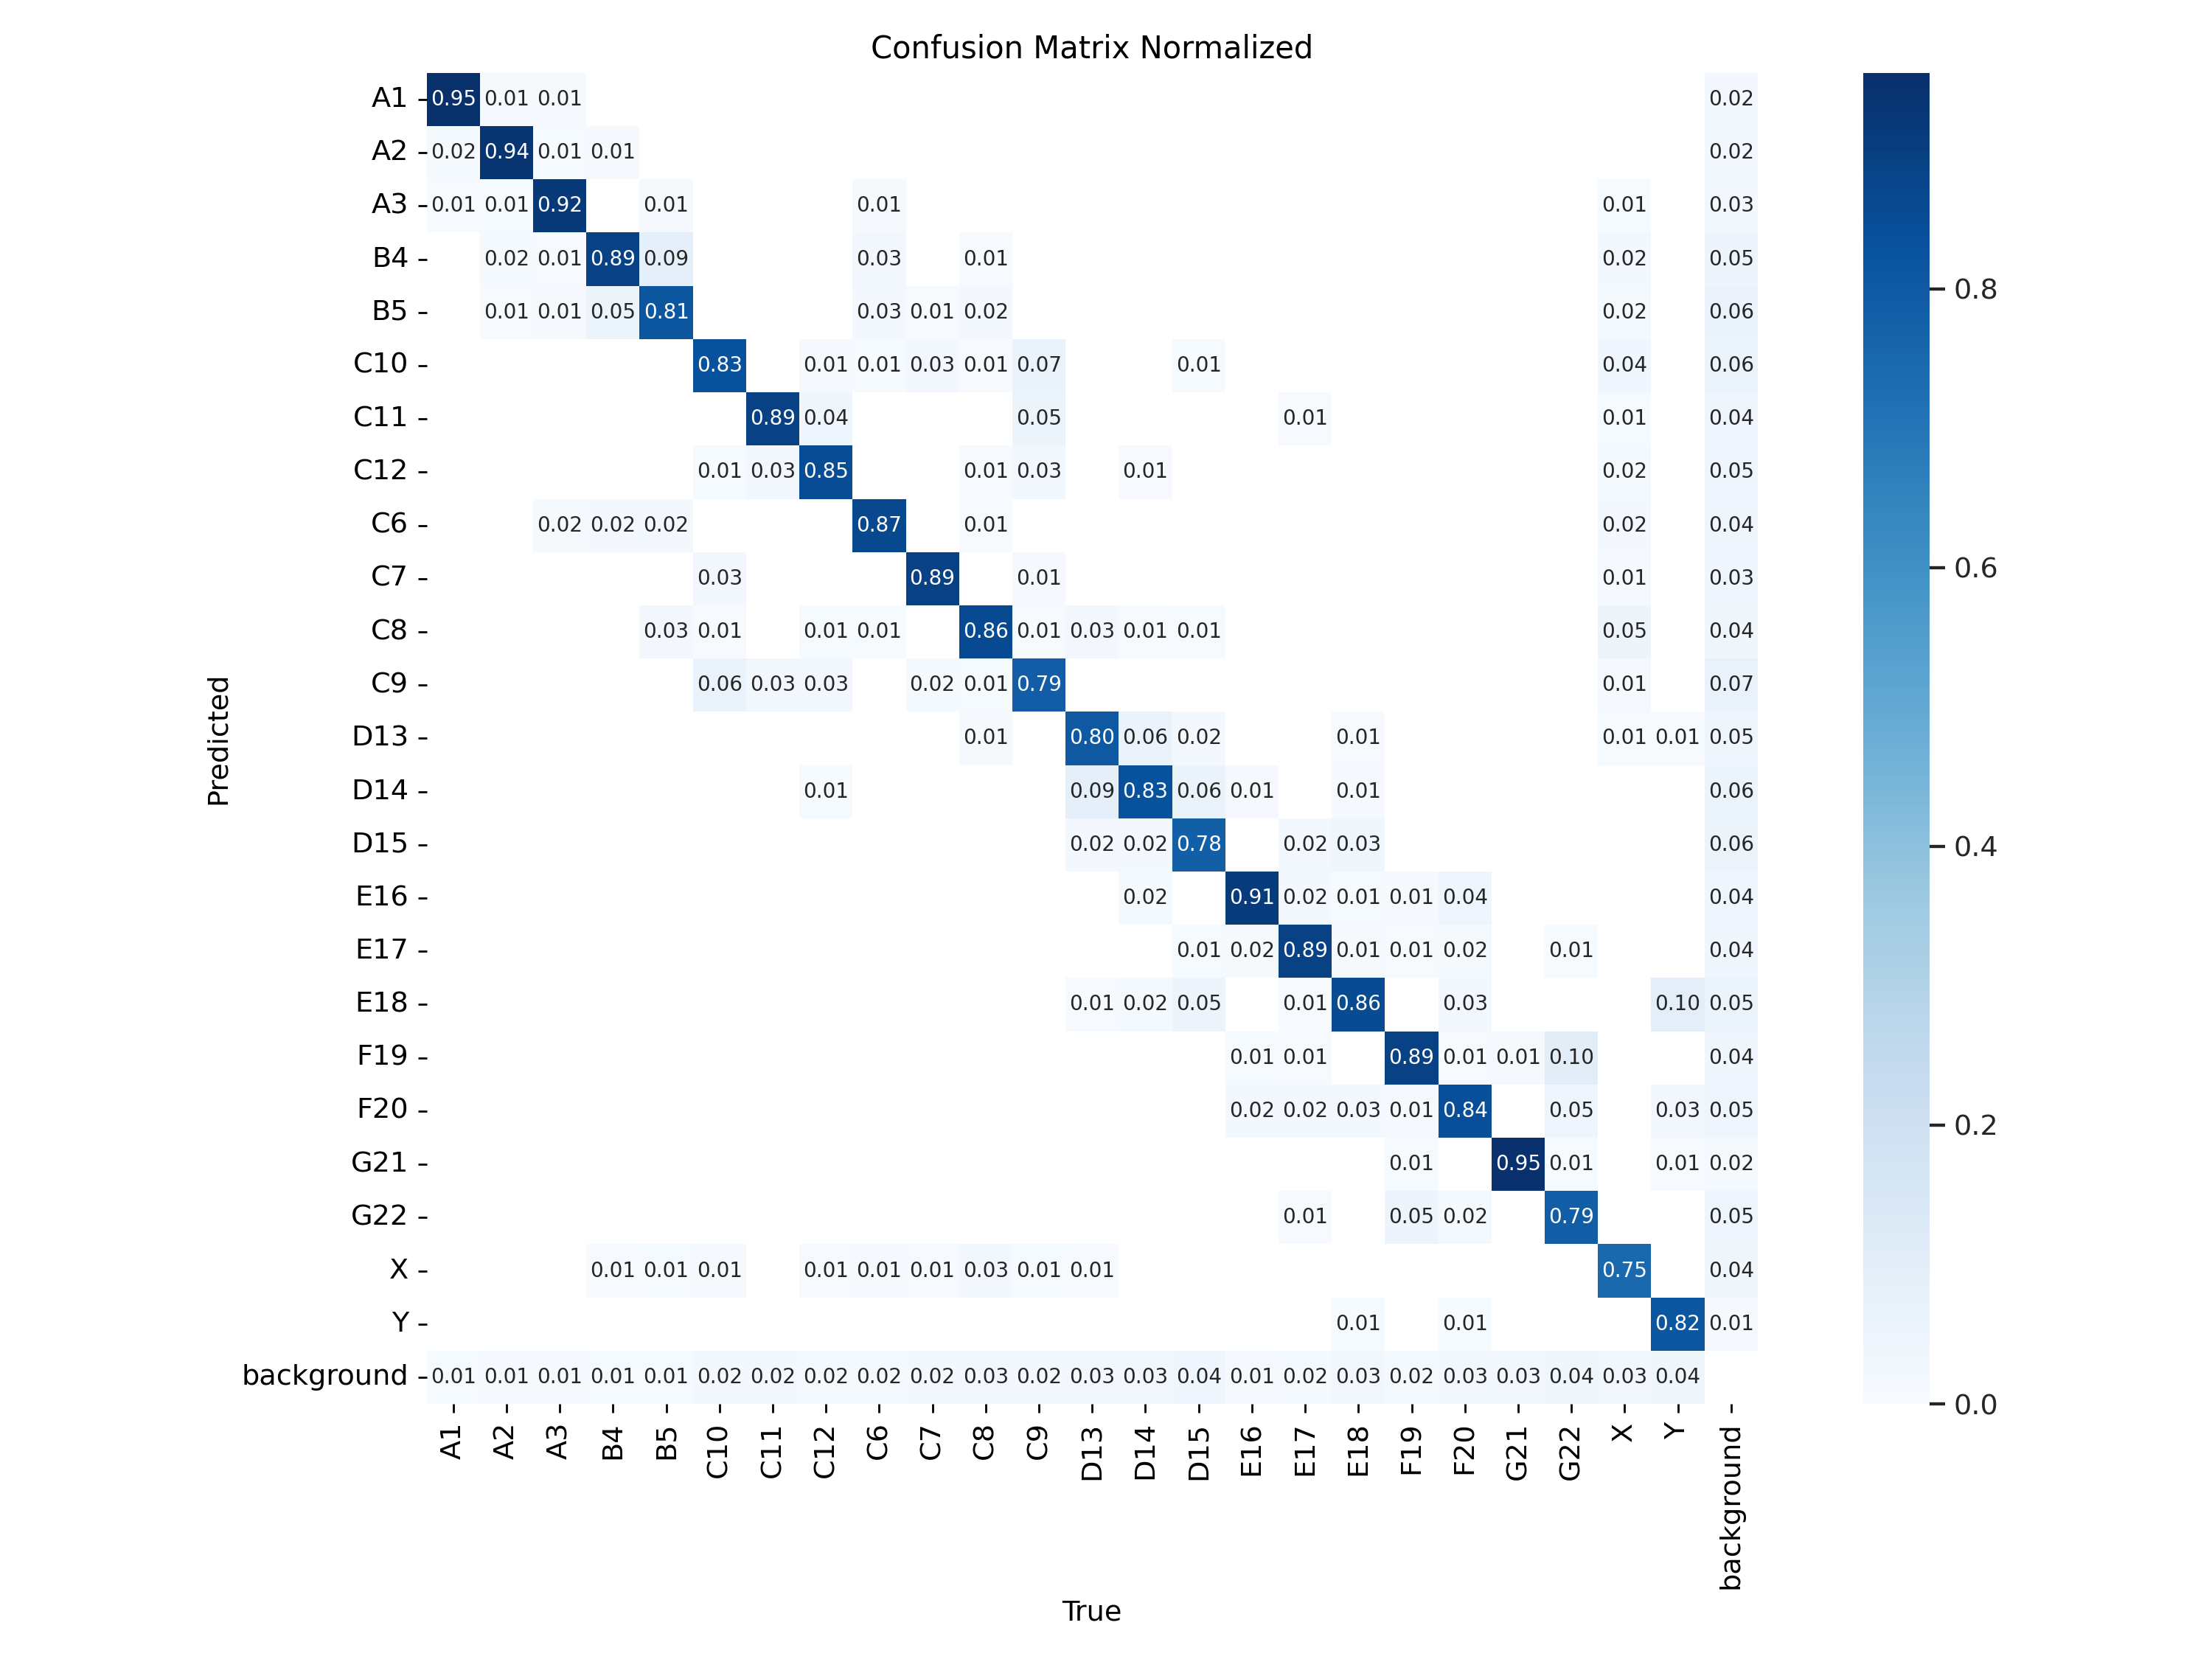 Confusion Matrix Normalized
A1 0.95 0.01 0.01 0.02
A2 0.02 0.94 0.01 0.01 0.02
A3 0.01 0.01 0.92 0.01 0.01 0.01 0.03
B4 0.02 0.01 0.89 0.09 0.03 0.01 0.02 0.05
B5 0.01 0.01 0.05 0.81 0.03 0.01 0.02 0.02 0.06
C10 0.83 0.01 0.01 0.03 0.01 0.07 0.01 0.04 0.06
C11 0.89 0.04 0.05 0.01 0.01 0.04
C12 0.01 0.03 0.85 0.01 0.03 0.01 0.02 0.05
C6 0.02 0.02 0.02 0.87 0.01 0.02 0.04
C7 0.03 0.89 0.01 0.01 0.03
C8 0.03 0.01 0.01 0.01 0.86 0.01 0.03 0.01 0.01 0.05 0.04
C9 0.06 0.03 0.03 0.02 0.01 0.79 0.01 0.07
D13 0.01 0.80 0.06 0.02 0.01 0.01 0.01 0.05
D14 0.01 0.09 0.83 0.06 0.01 0.01 0.06
D15 0.02 0.02 0.78 0.02 0.03 0.06
E16 0.02 0.91 0.02 0.01 0.01 0.04 0.04
E17 0.01 0.02 0.89 0.01 0.01 0.02 0.01 0.04
E18 0.01 0.02 0.05 0.01 0.86 0.03 0.10 0.05
F19 0.01 0.01 0.89 0.01 0.01 0.10 0.04
F20 0.02 0.02 0.03 0.01 0.84 0.05 0.03 0.05
G21 0.01 0.95 0.01 0.01 0.02
G22 0.01 0.05 0.02 0.79 0.05
X 0.01 0.01 0.01 0.01 0.01 0.01 0.03 0.01 0.01 0.75 0.04
Y 0.01 0.01 0.82 0.01
background 0.01 0.01 0.01 0.01 0.01 0.02 0.02 0.02 0.02 0.02 0.03 0.02 0.03 0.03 0.04 0.01 0.02 0.03 0.02 0.03 0.03 0.04 0.03 0.04
A1 A2 A3 B4 B5 C10 C11 C12 C6 C7 C8 C9 D13 D14 D15 E16 E17 E18 F19 F20 G21 G22 X Y background
True
Predicted
0.8
0.6
0.4
0.2
0.0